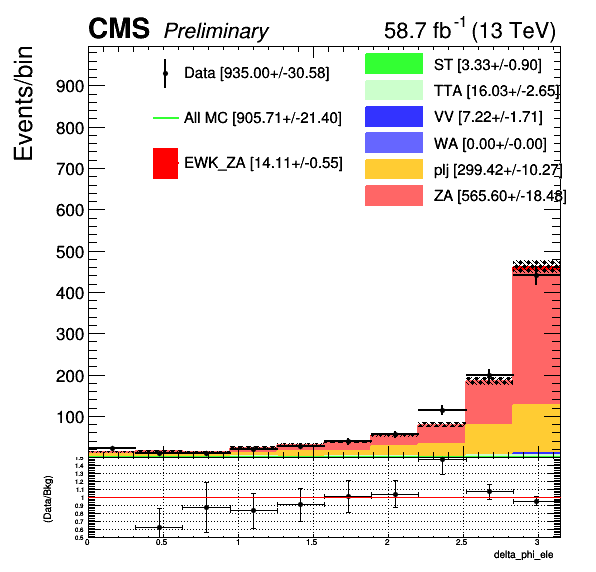 CMS Preliminary 58.7 fb⁻¹ (13 TeV)
Events/bin
900
800
700
600
500
400
300
200
100
Data [935.00+/-30.58]
All MC [905.71+/-21.40]
EWK_ZA [14.11+/-0.55]
ST [3.33+/-0.90]
TTA [16.03+/-2.65]
VV [7.22+/-1.71]
WA [0.00+/-0.00]
plj [299.42+/-10.27]
ZA [565.60+/-18.48]
(Data/Bkg)
1.5
1.4
1.3
1.2
1.1
1
0.9
0.8
0.7
0.6
0.5
0 0.5 1 1.5 2 2.5 3
delta_phi_ele